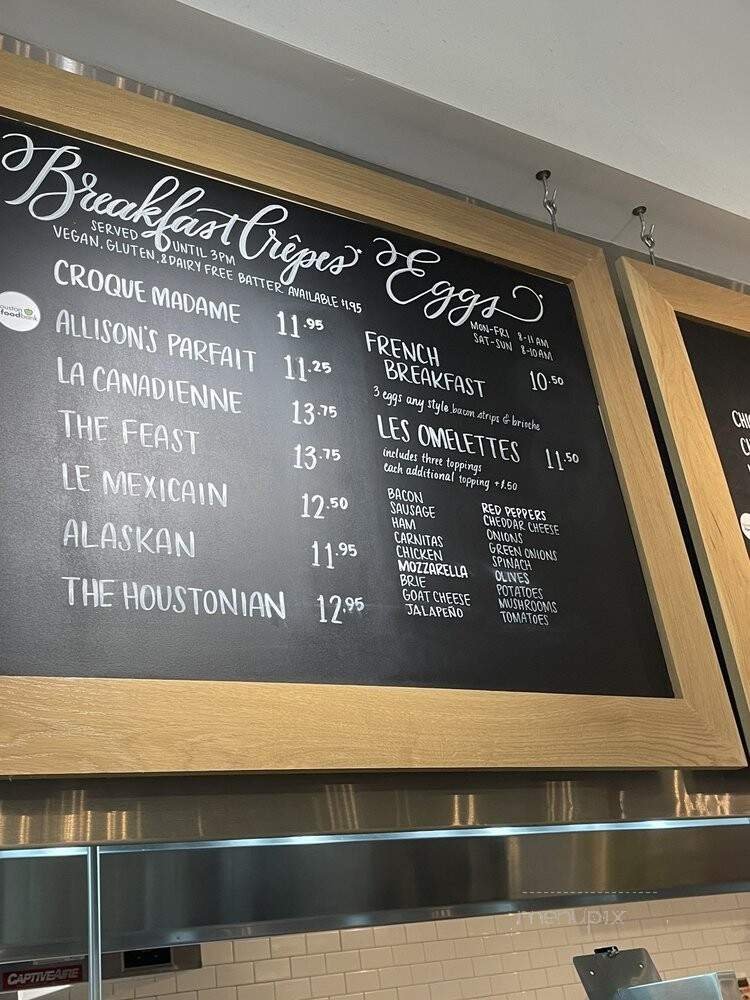 Breakfast Crêpes
SERVED UNTIL 3PM
VEGAN, GLUTEN, & DAIRY FREE BATTER AVAILABLE $1.95
CROQUE MADAME 11.95
ALLISON'S PARFAIT 11.25
LA CANADIENNE 13.75
THE FEAST 13.75
LE MEXICAIN 12.50
ALASKAN 11.95
THE HOUSTONIAN 12.95
foodbank
Eggs
MON-FRI 8-11 AM
SAT-SUN 8-10AM
FRENCH
BREAKFAST 10.50
3 eggs any style, bacon strips & brioche
LES OMELETTES 11.50
includes three toppings
each additional topping +1.50
BACON
SAUSAGE
HAM
CARNITAS
CHICKEN
MOZZARELLA
BRIE
GOAT CHEESE
JALAPEÑO
RED PEPPERS
CHEDDAR CHEESE
ONIONS
GREEN ONIONS
SPINACH
OLIVES
POTATOES
MUSHROOMS
TOMATOES
menupix
CAPTIVEAIRE